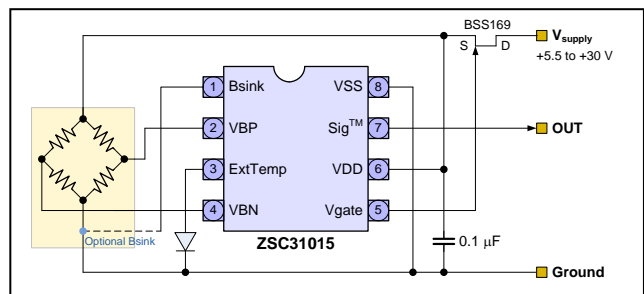 BSS169
S D
V_supply
+5.5 to +30 V
1 Bsink VSS 8
2 VBP Sig™ 7
OUT
3 ExtTemp VDD 6
4 VBN Vgate 5
Optional Bsink
ZSC31015
0.1 µF
Ground